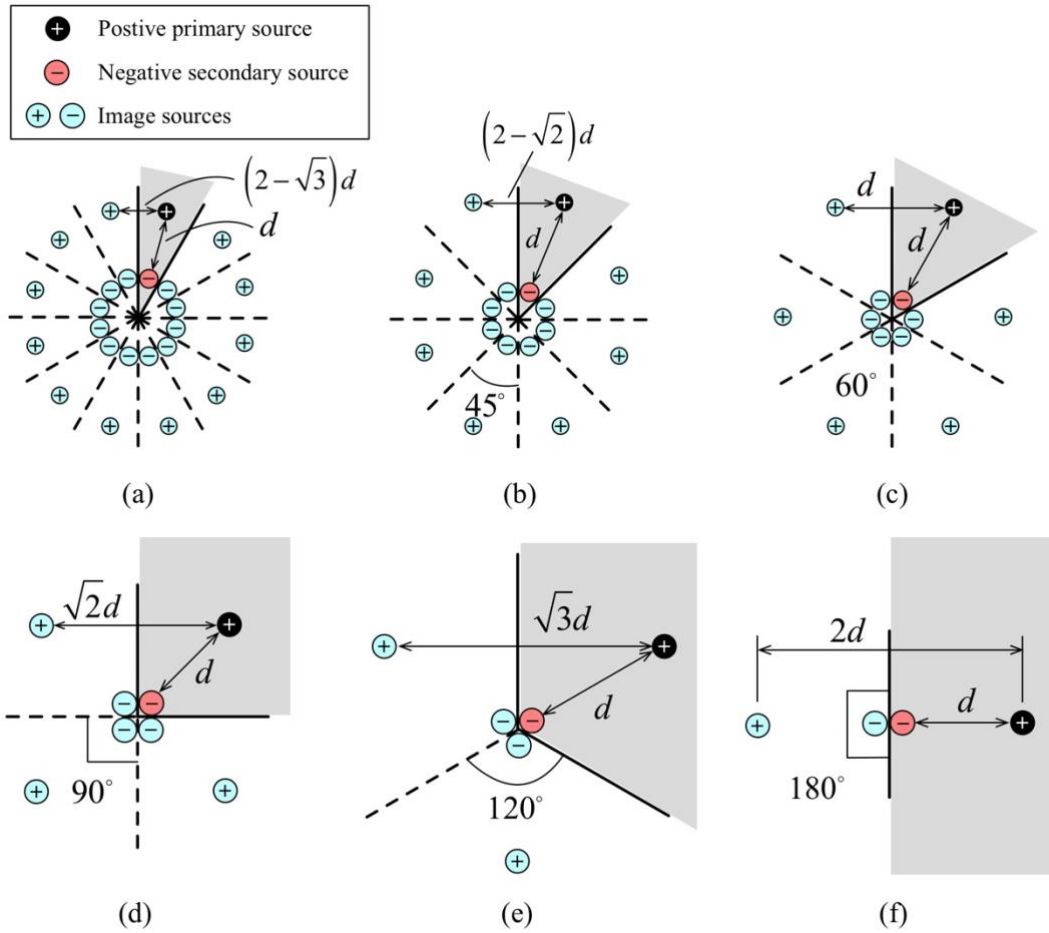 Postive primary source
Negative secondary source
Image sources
(2−√3)d
d
(a)
(2−√2)d
d
45°
(b)
d
d
60°
(c)
√2d
d
90°
(d)
√3d
d
120°
(e)
2d
d
180°
(f)